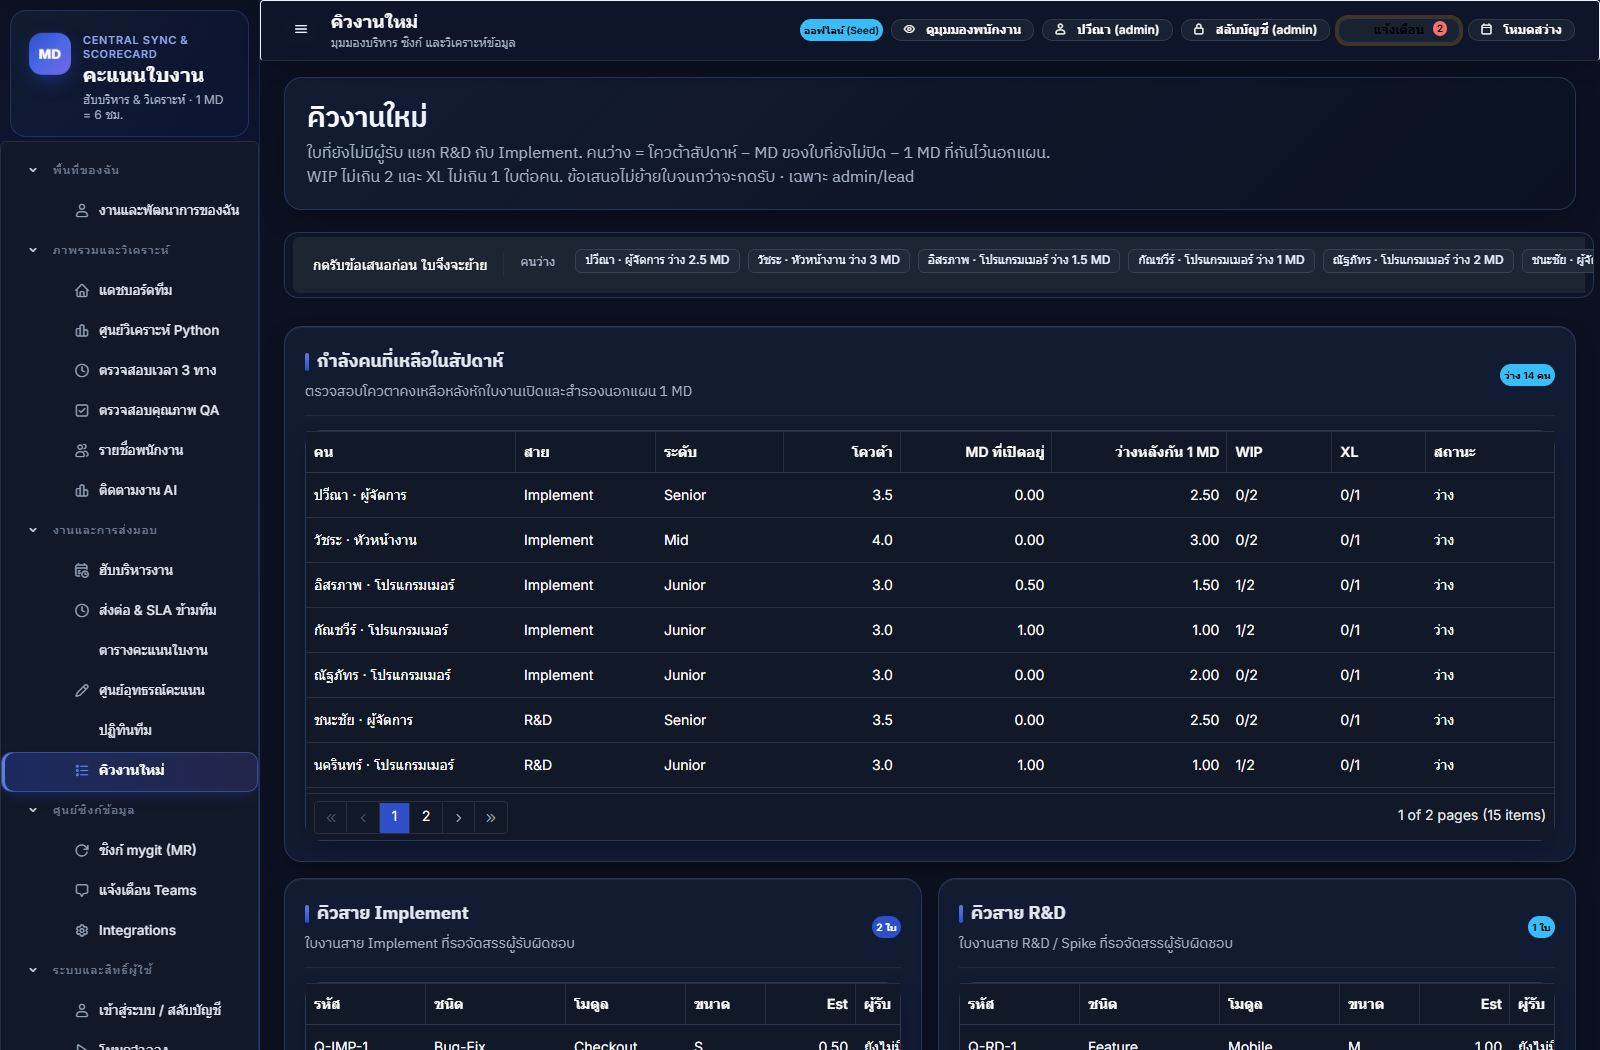 MD
CENTRAL SYNC &
SCORECARD
คะแนนใบงาน
ฮับบริหาร & วิเคราะห์ · 1 MD
= 6 ชม.
พื้นที่ของฉัน
งานและพัฒนาการของฉัน
ภาพรวมและวิเคราะห์
แดชบอร์ดทีม
ศูนย์วิเคราะห์ Python
ตรวจสอบเวลา 3 ทาง
ตรวจสอบคุณภาพ QA
รายชื่อพนักงาน
ติดตามงาน AI
งานและการส่งมอบ
ฮับบริหารงาน
ส่งต่อ & SLA ข้ามทีม
ตารางคะแนนใบงาน
ศูนย์อุทธรณ์คะแนน
ปฏิทินทีม
คิวงานใหม่
ศูนย์ซิงก์ข้อมูล
ซิงก์ mygit (MR)
แจ้งเตือน Teams
Integrations
ระบบและสิทธิ์ผู้ใช้
เข้าสู่ระบบ / สลับบัญชี
คิวงานใหม่
มุมมองบริหาร ซิงก์ และวิเคราะห์ข้อมูล
ออฟไลน์ (Seed)
ดูมุมมองพนักงาน
ปวีณา (admin)
สลับบัญชี (admin)
แจ้งเตือน 2
โหมดสว่าง
คิวงานใหม่
ใบที่ยังไม่มีผู้รับ แยก R&D กับ Implement. คนว่าง = โควต้าสัปดาห์ − MD ของใบที่ยังไม่ปิด − 1 MD ที่กันไว้นอกแผน.
WIP ไม่เกิน 2 และ XL ไม่เกิน 1 ใบต่อคน. ข้อเสนอไม่ย้ายใบจนกว่าจะกดรับ · เฉพาะ admin/lead
กดรับข้อเสนอก่อน ใบจึงจะย้าย
คนว่าง
ปวีณา · ผู้จัดการ ว่าง 2.5 MD
วัชระ · หัวหน้างาน ว่าง 3 MD
อิสรภาพ · โปรแกรมเมอร์ ว่าง 1.5 MD
กัณชวีร์ · โปรแกรมเมอร์ ว่าง 1 MD
ณัฐภัทร · โปรแกรมเมอร์ ว่าง 2 MD
ชนะชัย · ผู้จั
กำลังคนที่เหลือในสัปดาห์
ตรวจสอบโควตาคงเหลือหลังหักใบงานเปิดและสำรองนอกแผน 1 MD
ว่าง 14 คน
คน สาย ระดับ โควต้า MD ที่เปิดอยู่ ว่างหลังกัน 1 MD WIP XL สถานะ
ปวีณา · ผู้จัดการ Implement Senior 3.5 0.00 2.50 0/2 0/1 ว่าง
วัชระ · หัวหน้างาน Implement Mid 4.0 0.00 3.00 0/2 0/1 ว่าง
อิสรภาพ · โปรแกรมเมอร์ Implement Junior 3.0 0.50 1.50 1/2 0/1 ว่าง
กัณชวีร์ · โปรแกรมเมอร์ Implement Junior 3.0 1.00 1.00 1/2 0/1 ว่าง
ณัฐภัทร · โปรแกรมเมอร์ Implement Junior 3.0 0.00 2.00 0/2 0/1 ว่าง
ชนะชัย · ผู้จัดการ R&D Senior 3.5 0.00 2.50 0/2 0/1 ว่าง
นครินทร์ · โปรแกรมเมอร์ R&D Junior 3.0 1.00 1.00 1/2 0/1 ว่าง
« ‹ 1 2 › »
1 of 2 pages (15 items)
คิวสาย Implement
ใบงานสาย Implement ที่รอจัดสรรผู้รับผิดชอบ
2 ใบ
รหัส ชนิด โมดูล ขนาด Est ผู้รับ
Q-IMP-1 Bug-Fix Checkout S 0.50 ยังไม่มี
คิวสาย R&D
ใบงานสาย R&D / Spike ที่รอจัดสรรผู้รับผิดชอบ
1 ใบ
รหัส ชนิด โมดูล ขนาด Est ผู้รับ
Q-RD-1 Feature Mobile M 1.00 ยังไม่มี